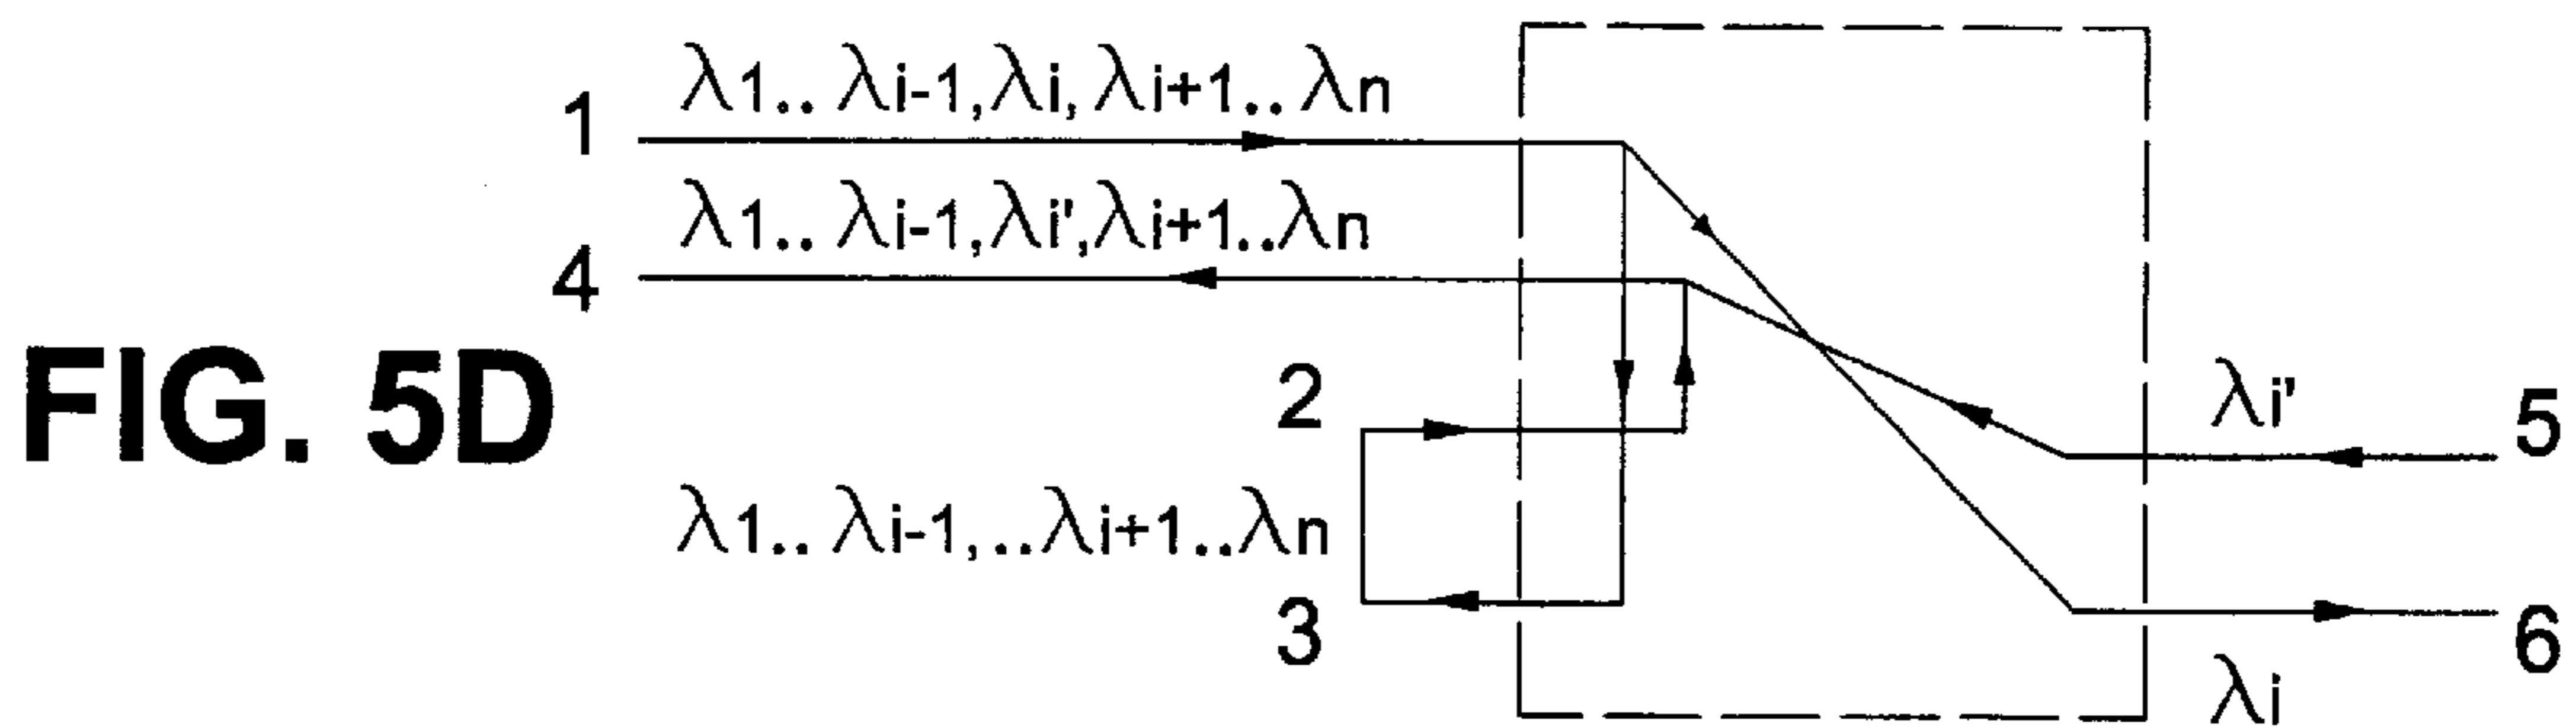 λ1.. λi-1,λi, λi+1.. λn
1
λ1.. λi-1,λi',λi+1..λn
4
FIG. 5D
2
λi'
5
λ1.. λi-1,..λi+1..λn
3
6
λi